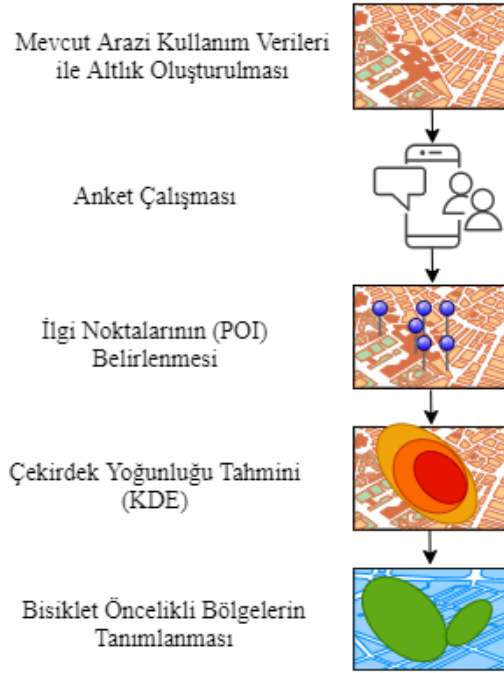 Mevcut Arazi Kullanım Verileri
ile Altlık Oluşturulması
Anket Çalışması
İlgi Noktalarının (POI)
Belirlenmesi
Çekirdek Yoğunluğu Tahmini
(KDE)
Bisiklet Öncelikli Bölgelerin
Tanımlanması